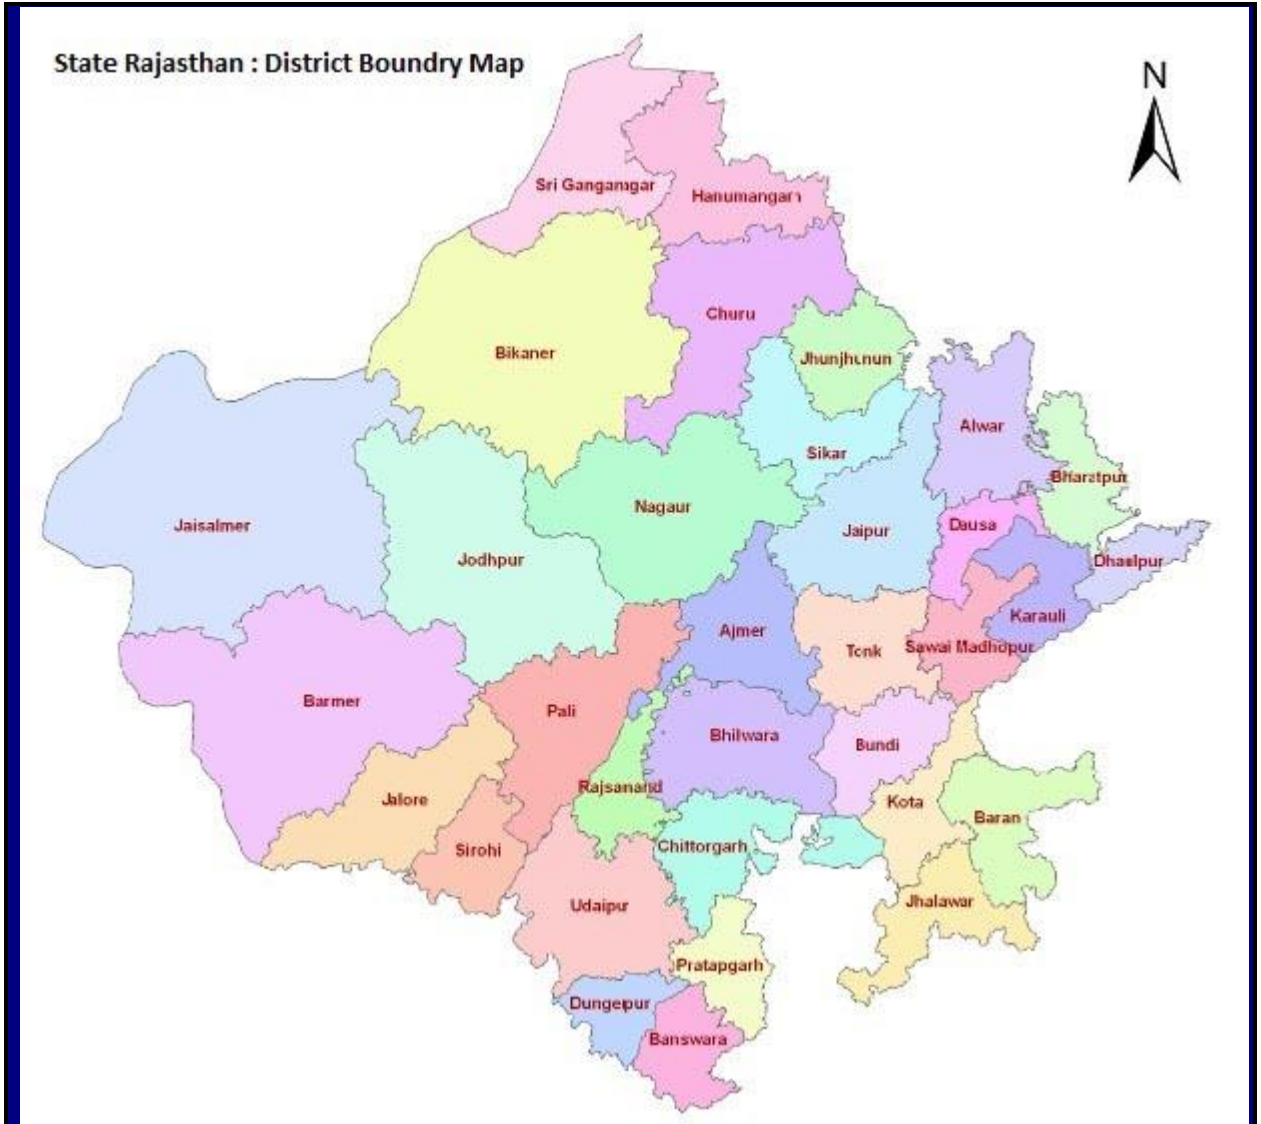 State Rajasthan : District Boundry Map
N
Sri Ganganagar
Hanumangarh
Churu
Bikaner
Jhunjhunun
Alwar
Sikar
Bharatpur
Nagaur
Jaisalmer
Jaipur
Dausa
Jodhpur
Dhaulpur
Karauli
Ajmer
Tonk
Sawai Madhopur
Barmer
Pali
Bhilwara
Bundi
Rajsamand
Jalore
Kota
Baran
Sirohi
Chittorgarh
Udaipur
Jhalawar
Pratapgarh
Dungerpur
Banswara